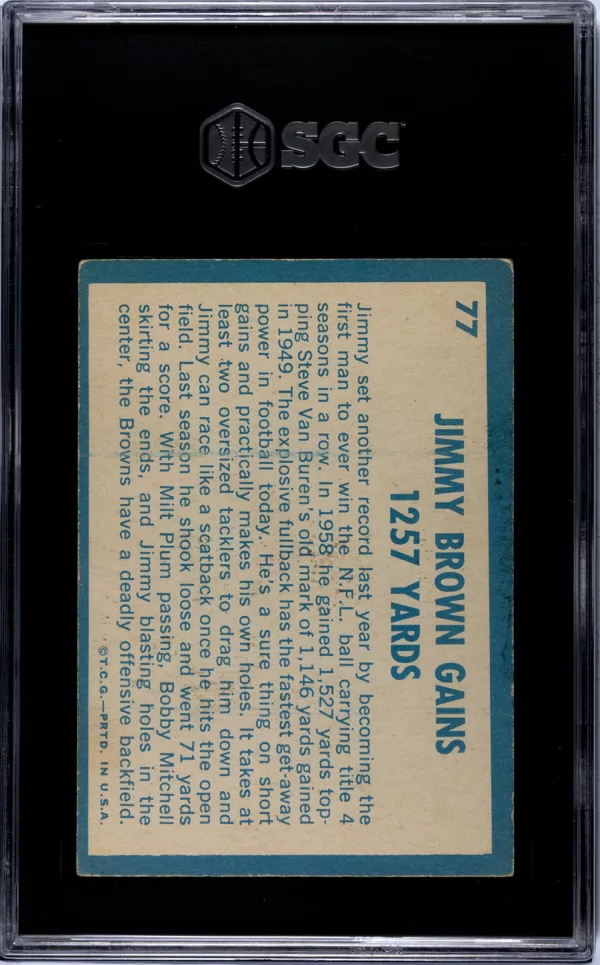 SGC
77
JIMMY BROWN GAINS
1257 YARDS
Jimmy set another record last year by becoming the
first man to ever win the N.F.L. ball carrying title 4
seasons in a row. In 1958 he gained 1,527 yards top-
ping Steve Van Buren's old mark of 1,146 yards gained
in 1949. The explosive fullback has the fastest get-away
power in football today. He's a sure thing on short
gains and practically makes his own holes. It takes at
least two oversized tacklers to drag him down and
Jimmy can race like a scatback once he hits the open
field. Last season he shook loose and went 71 yards
for a score. With Milt Plum passing, Bobby Mitchell
skirting the ends, and Jimmy blasting holes in the
center, the Browns have a deadly offensive backfield.
©T.C.G.—PRTD. IN U.S.A.